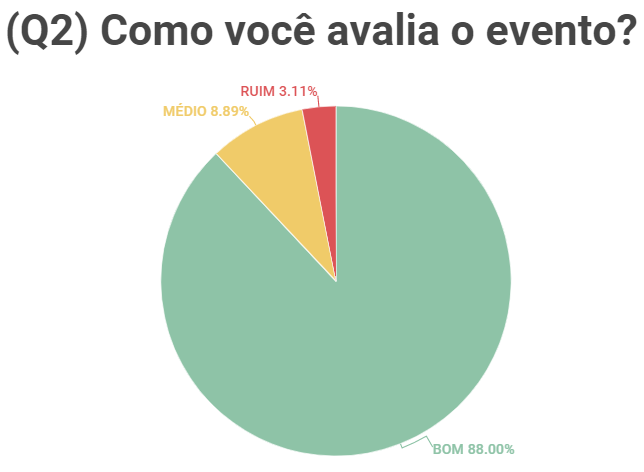 (Q2) Como você avalia o evento?
RUIM 3.11%
MÉDIO 8.89%
BOM 88.00%